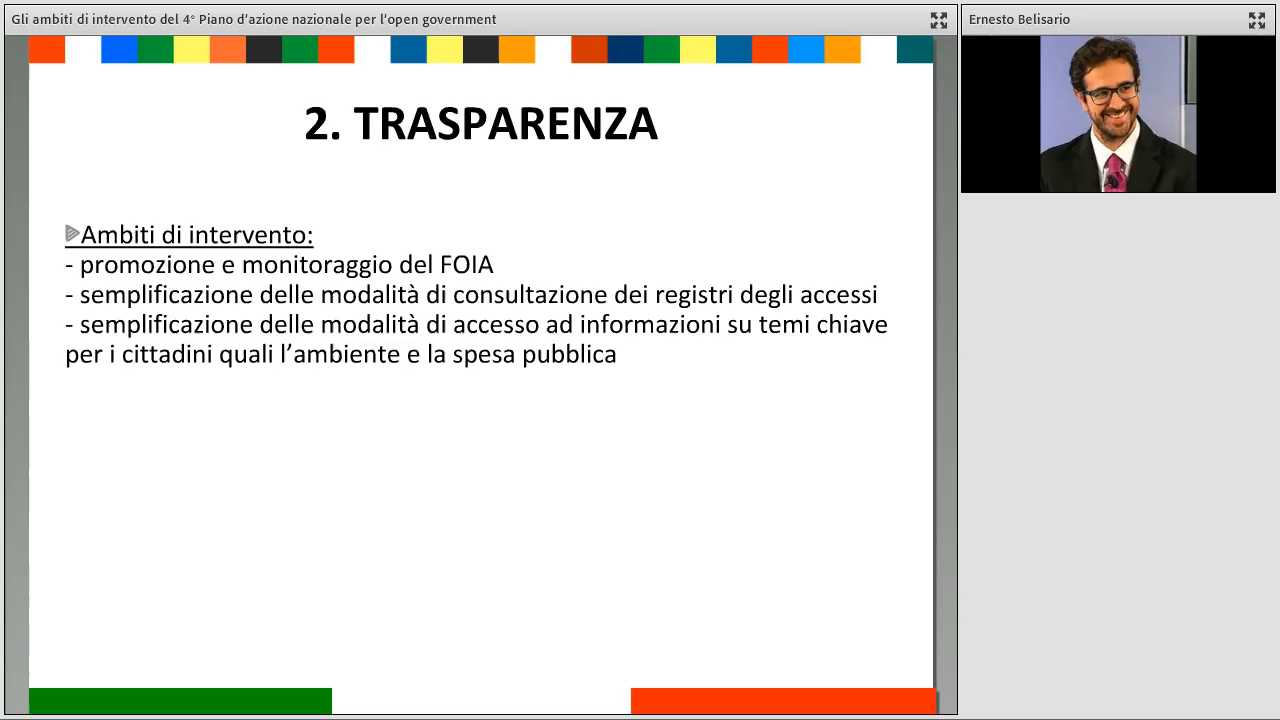 Gli ambiti di intervento del 4° Piano d’azione nazionale per l’open government
Ernesto Belisario
2. TRASPARENZA
Ambiti di intervento:
- promozione e monitoraggio del FOIA
- semplificazione delle modalità di consultazione dei registri degli accessi
- semplificazione delle modalità di accesso ad informazioni su temi chiave
per i cittadini quali l’ambiente e la spesa pubblica